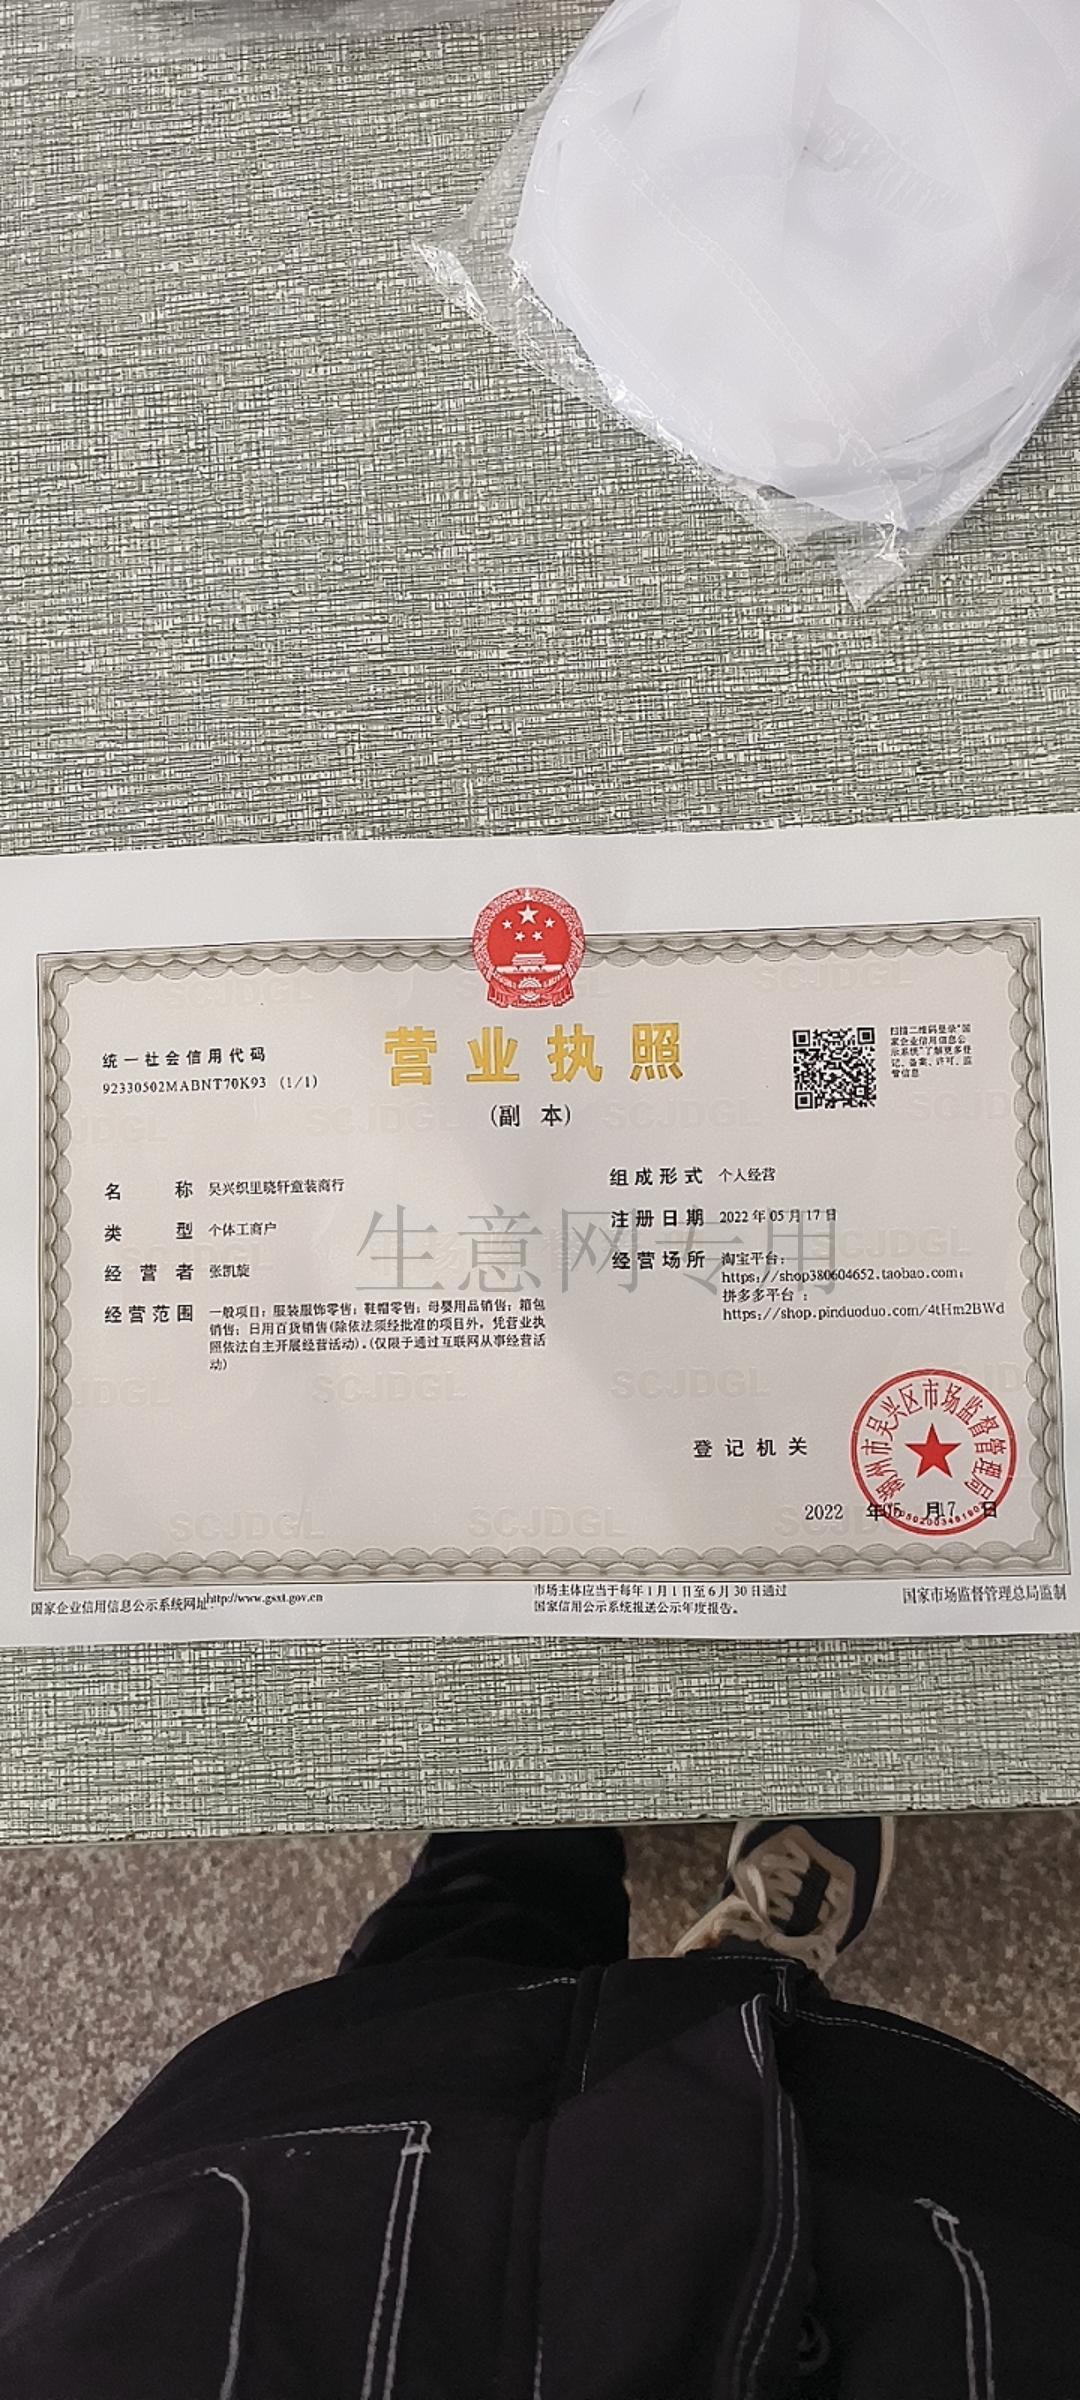 统一社会信用代码
92330502MABNT70K93 (1/1)
营业执照
(副 本)
扫描二维码登录“国
家企业信用信息公
示系统”了解更多登
记、备案、许可、监
管信息
名 称 吴兴织里晓轩童装商行
类 型 个体工商户
经 营 者 张凯旋
经营范围 一般项目：服装服饰零售；鞋帽零售；母婴用品销售；箱包
销售；日用百货销售(除依法须经批准的项目外，凭营业执
照依法自主开展经营活动)。(仅限于通过互联网从事经营活
动)
组成形式 个人经营
注册日期 2022年05月17日
经营场所 淘宝平台：
https://shop380604652.taobao.com；
拼多多平台：
https://shop.pinduoduo.com/4tHm2BWd
生意网专用
登记机关
湖州市吴兴区市场监督管理局
2022 年05 月17 日
国家企业信用信息公示系统网址：http://www.gsxt.gov.cn
市场主体应当于每年1月1日至6月30日通过
国家信用公示系统报送公示年度报告。
国家市场监督管理总局监制
SCJDGL